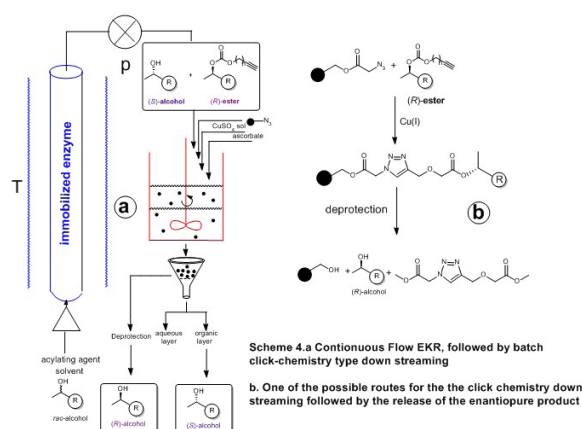 p
(S)-alcohol
(R)-ester
CuSO4 sol
N3
ascorbate
T
immobilized enzyme
a
Deprotection
aqueous
layer
organic
layer
acylating agent
solvent
rac-alcohol
(R)-alcohol
(S)-alcohol
(R)-ester
Cu(I)
deprotection
b
(R)-alcohol
Scheme 4.a Contionuous Flow EKR, followed by batch
click-chemistry type down streaming
b. One of the possible routes for the the click chemistry down
streaming followed by the release of the enantiopure product